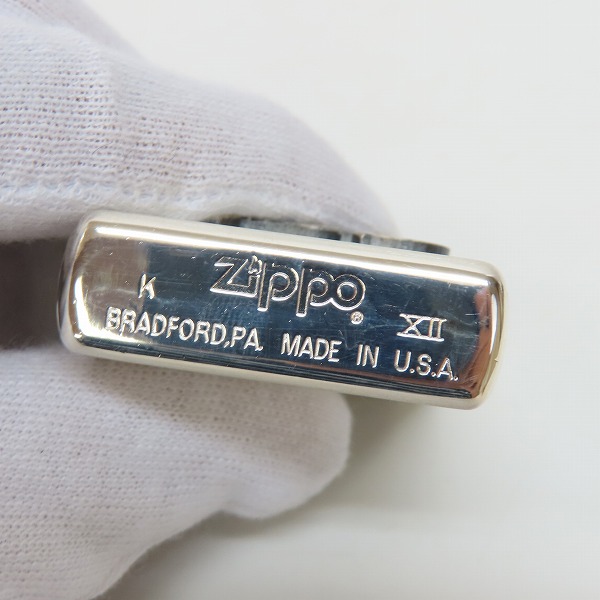 K Zippo ® XII
BRADFORD, PA. MADE IN U.S.A.